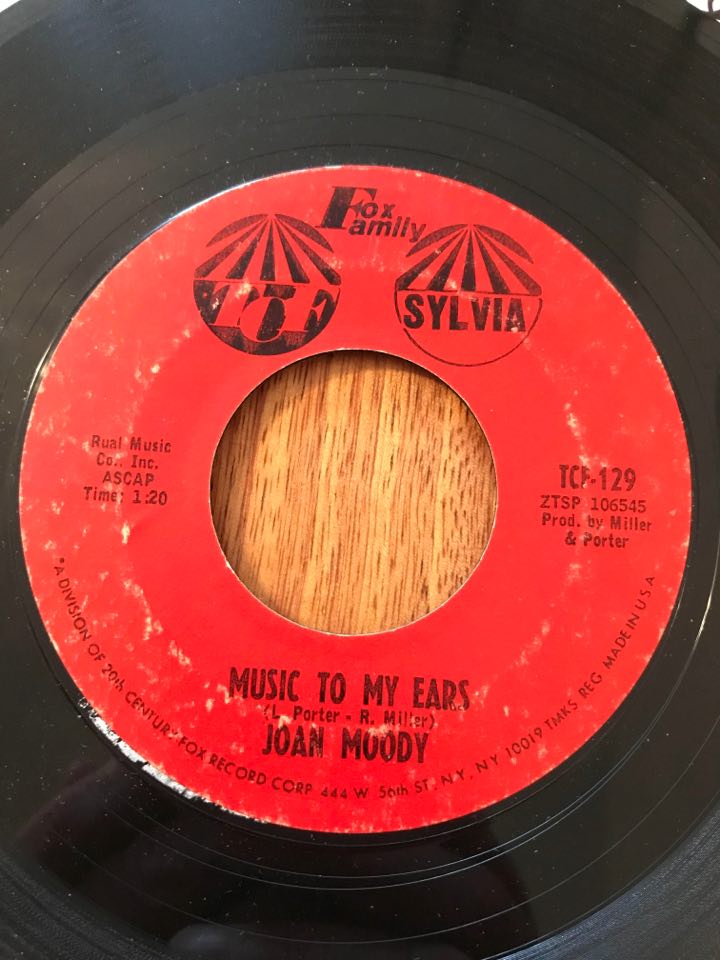 Fox
Family
TCF
SYLVIA
Rual Music
Co., Inc.
ASCAP
Time: 1:20
TCF-129
ZTSP 106545
Prod. by Miller
& Porter
MUSIC TO MY EARS
(L. Porter - R. Miller)
JOAN MOODY
*A DIVISION OF 20th CENTURY FOX RECORD CORP 444 W 56th ST, N.Y., NY 10019 TMKS REG MADE IN U S A